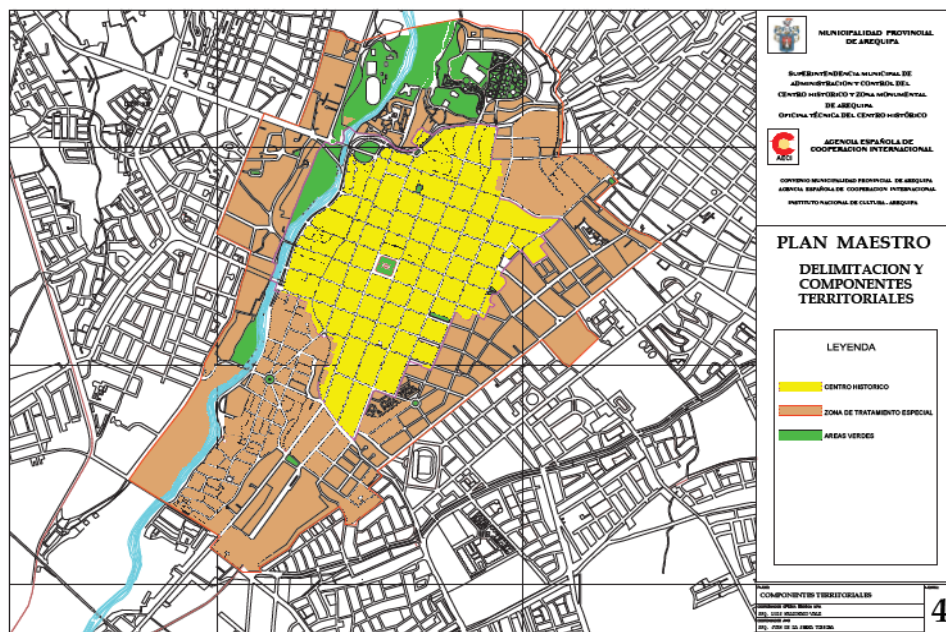 MUNICIPALIDAD PROVINCIAL
DE AREQUIPA
SUPERINTENDENCIA MUNICIPAL DE
ADMINISTRACION Y CONTROL DEL
CENTRO HISTORICO Y ZONA MONUMENTAL
DE AREQUIPA
OFICINA TÉCNICA DEL CENTRO HISTÓRICO
AECI
AGENCIA ESPAÑOLA DE
COOPERACION INTERNACIONAL
CONVENIO MUNICIPALIDAD PROVINCIAL DE AREQUIPA
AGENCIA ESPAÑOLA DE COOPERACION INTERNACIONAL
INSTITUTO NACIONAL DE CULTURA - AREQUIPA
PLAN MAESTRO
DELIMITACION Y
COMPONENTES
TERRITORIALES
LEYENDA
CENTRO HISTORICO
ZONA DE TRATAMIENTO ESPECIAL
AREAS VERDES
COMPONENTES TERRITORIALES
4